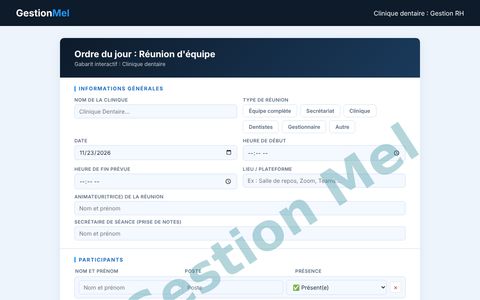 GestionMel
Clinique dentaire : Gestion RH
Ordre du jour : Réunion d'équipe
Gabarit interactif | Clinique dentaire
INFORMATIONS GÉNÉRALES
NOM DE LA CLINIQUE
Clinique Dentaire...
TYPE DE RÉUNION
Équipe complète Secrétariat Clinique
Dentistes Gestionnaire Autre
DATE
11/23/2026
HEURE DE DÉBUT
--:-- --
HEURE DE FIN PRÉVUE
--:-- --
LIEU / PLATEFORME
Ex : Salle de repos, Zoom, Teams...
ANIMATEUR(TRICE) DE LA RÉUNION
Nom et prénom
SECRÉTAIRE DE SÉANCE (PRISE DE NOTES)
Nom et prénom
PARTICIPANTS
NOM ET PRÉNOM POSTE PRÉSENCE
Nom et prénom Poste ✅ Présent(e) ×
Gestion Mel